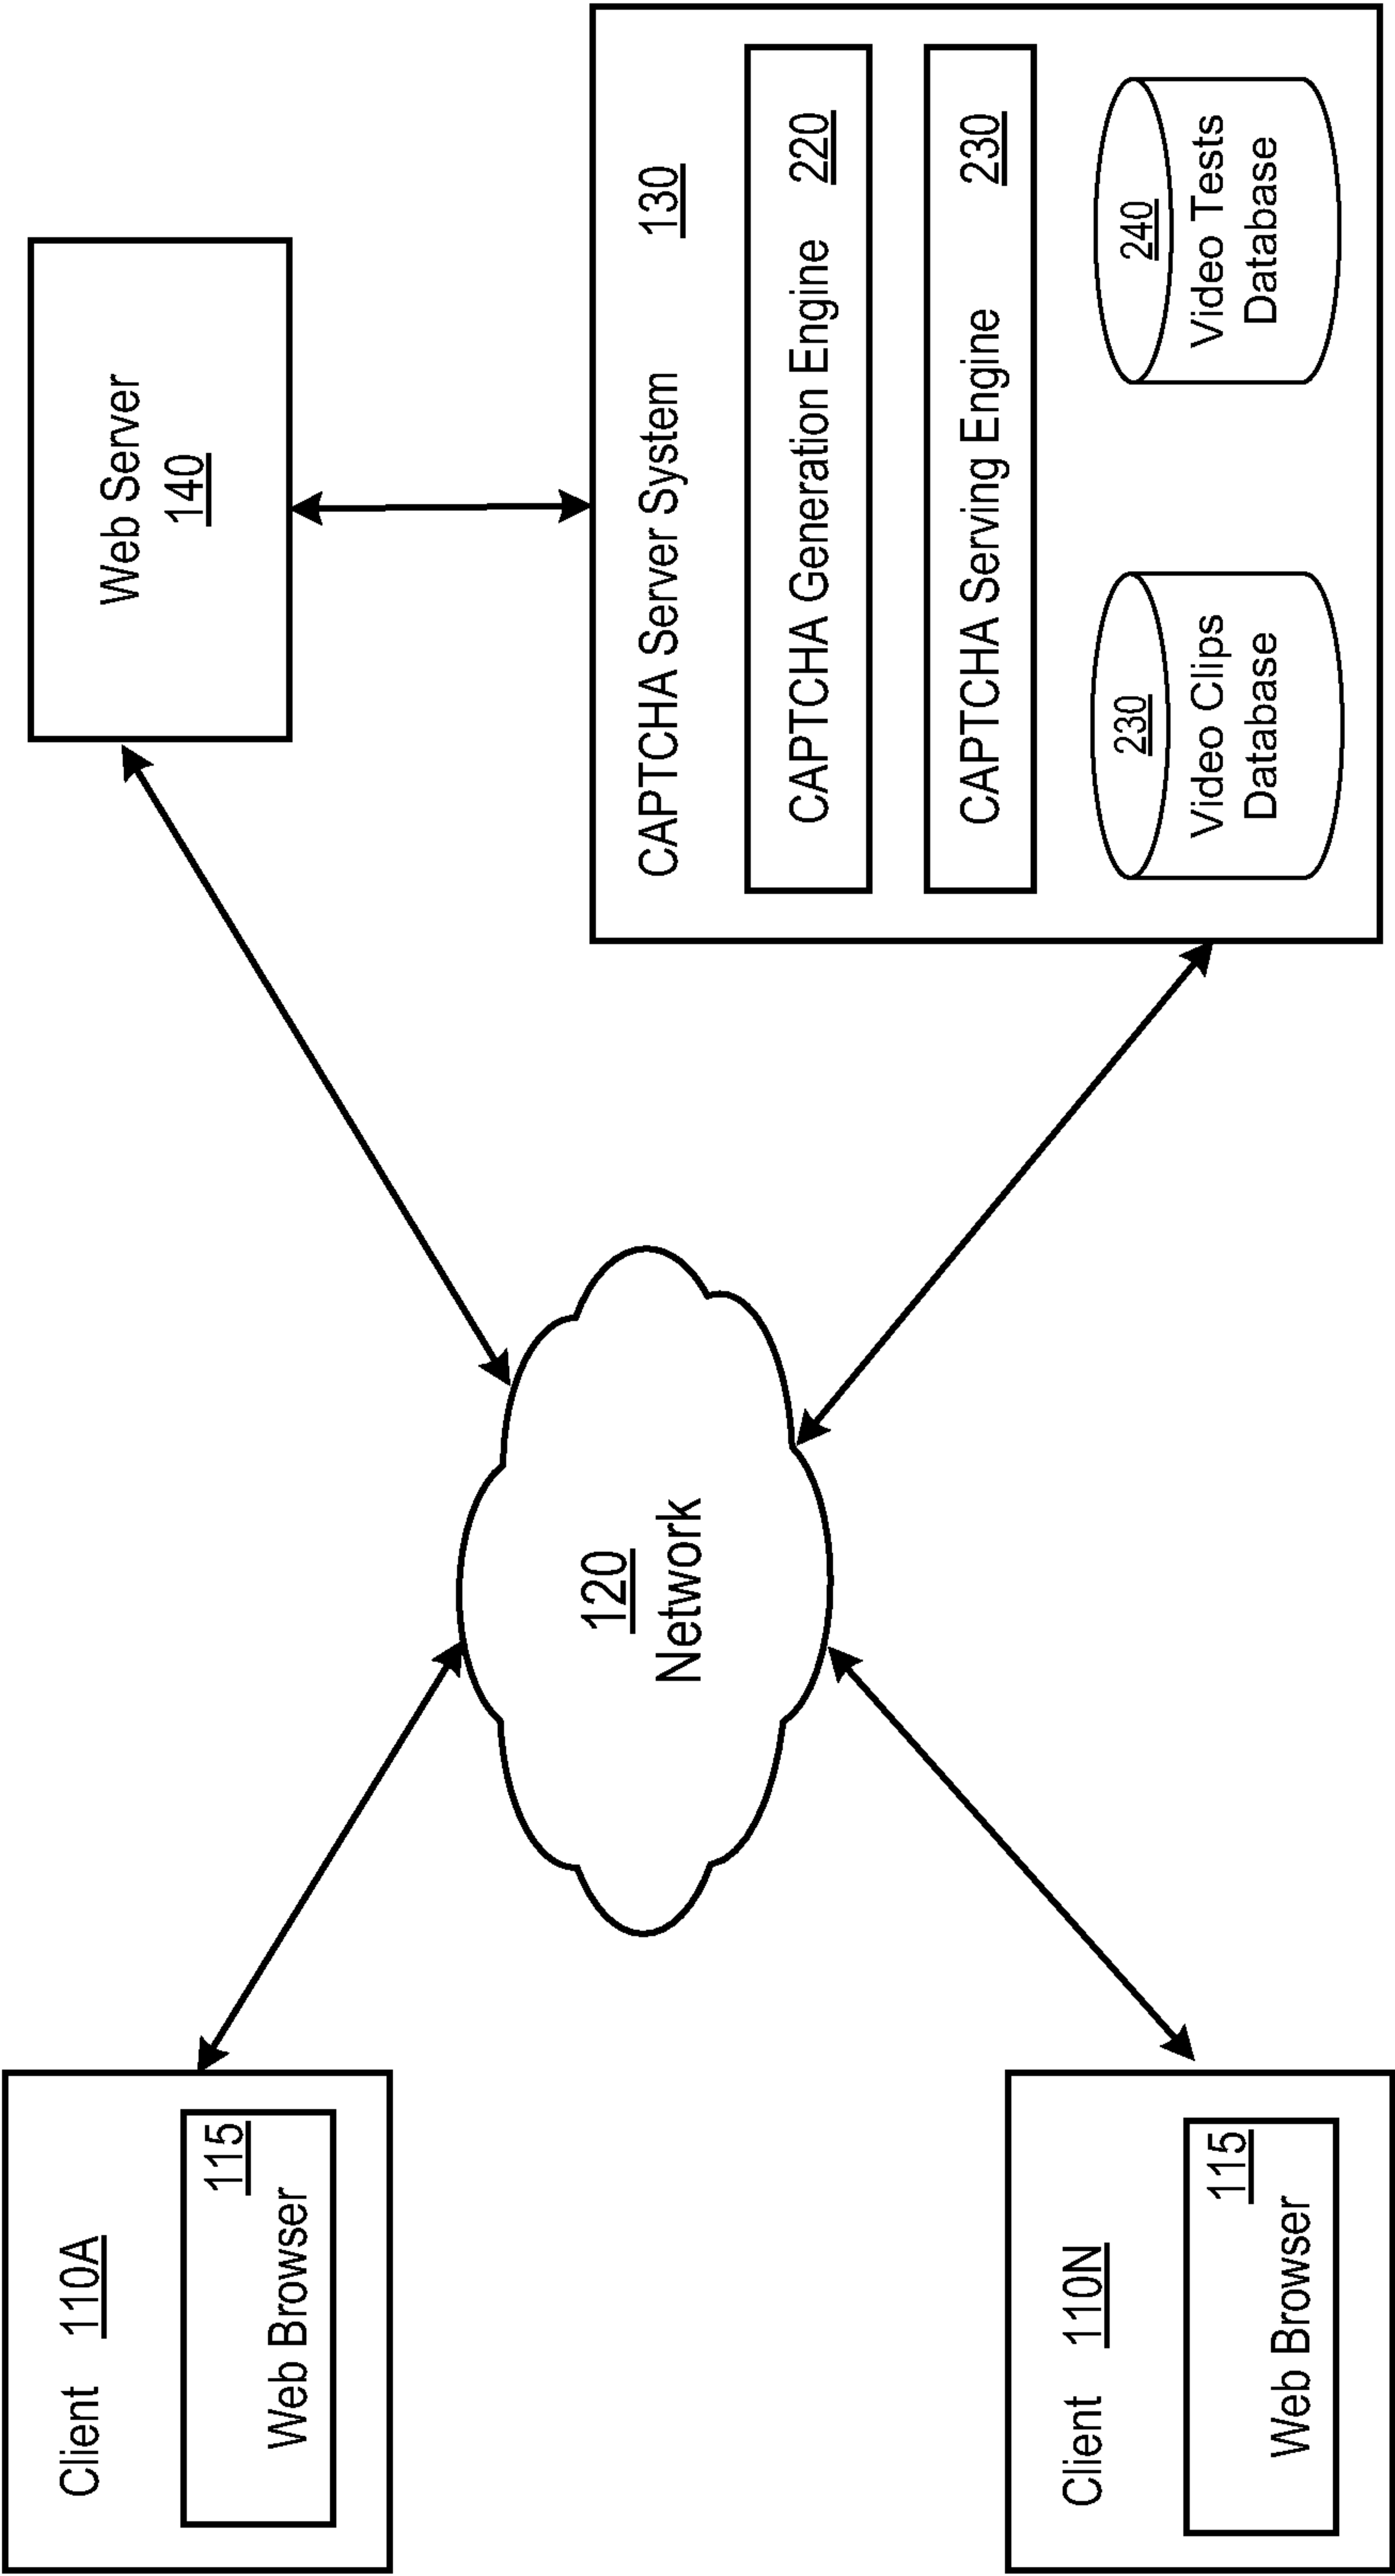 Client 110A
115
Web Browser
Client 110N
115
Web Browser
120
Network
Web Server
140
CAPTCHA Server System 130
CAPTCHA Generation Engine 220
CAPTCHA Serving Engine 230
230
Video Clips
Database
240
Video Tests
Database